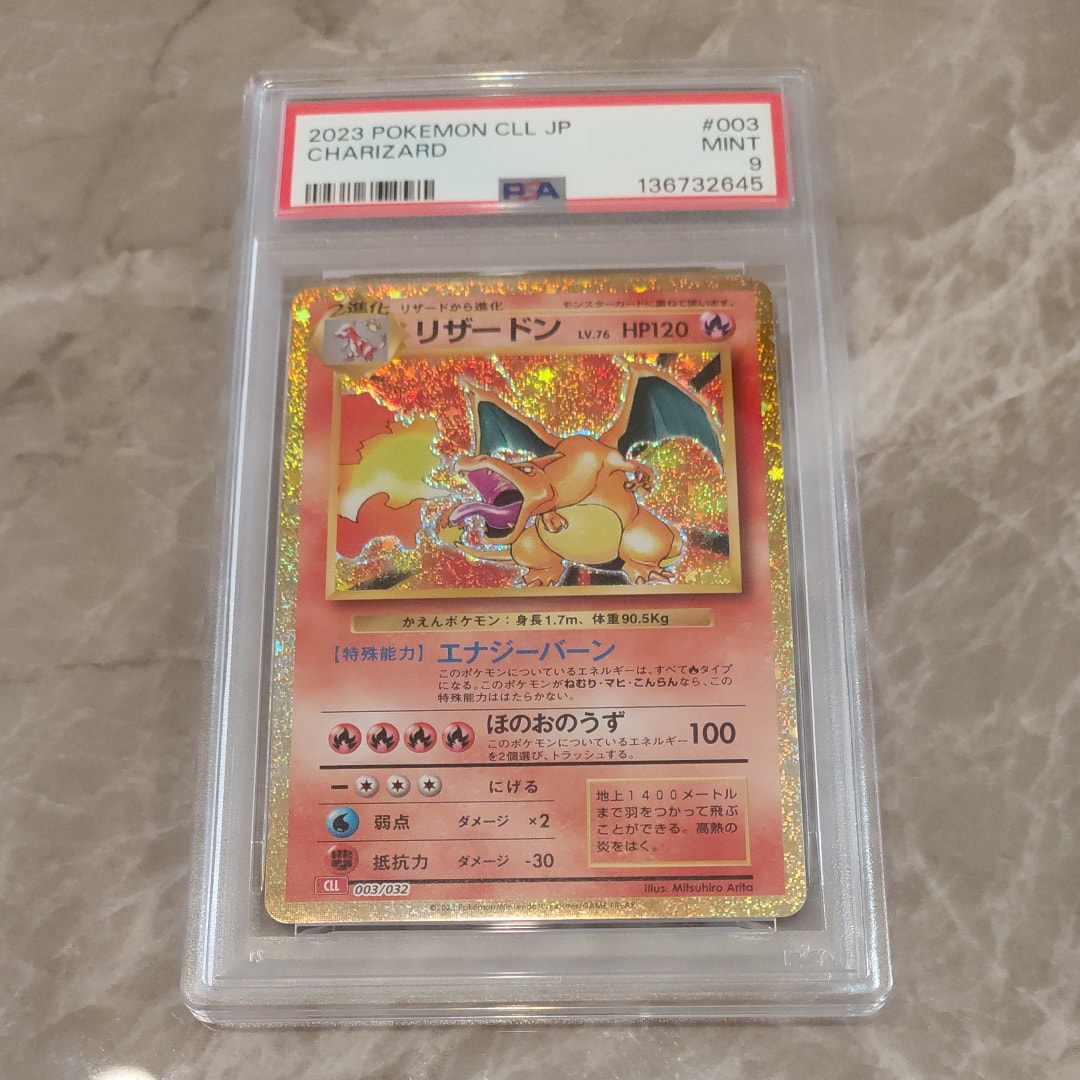 2023 POKEMON CLL JP #003
CHARIZARD MINT
9
PSA 136732645
2進化 リザードから進化 モンスターカードに重ねて使います。
リザードン LV.76 HP120
かえんポケモン：身長1.7m、体重90.5Kg
【特殊能力】 エナジーバーン
このポケモンについているエネルギーは、すべて タイプ
になる。このポケモンがねむり・マヒ・こんらんなら、この
特殊能力ははたらかない。
ほのおのうず 100
このポケモンについているエネルギー
を2個選び、トラッシュする。
にげる
弱点 ダメージ ×2
抵抗力 ダメージ -30
地上1400メートル
まで羽をつかって飛ぶ
ことができる。高熱の
炎をはく。
CLL 003/032 illus. Mitsuhiro Arita
©2023 Pokémon/Nintendo/Creatures/GAME FREAK